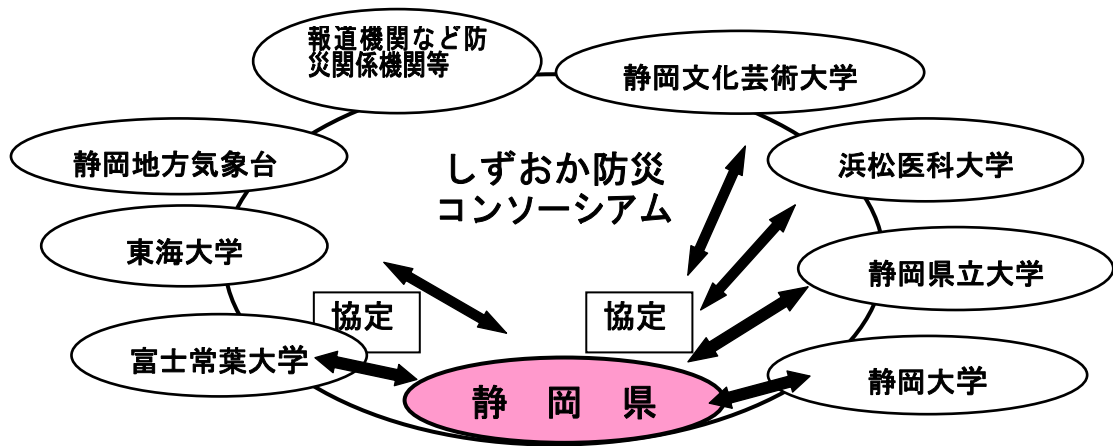 報道機関など防
災関係機関等
静岡文化芸術大学
静岡地方気象台
しずおか防災
コンソーシアム
浜松医科大学
東海大学
静岡県立大学
協定
協定
富士常葉大学
静岡大学
静 岡 県